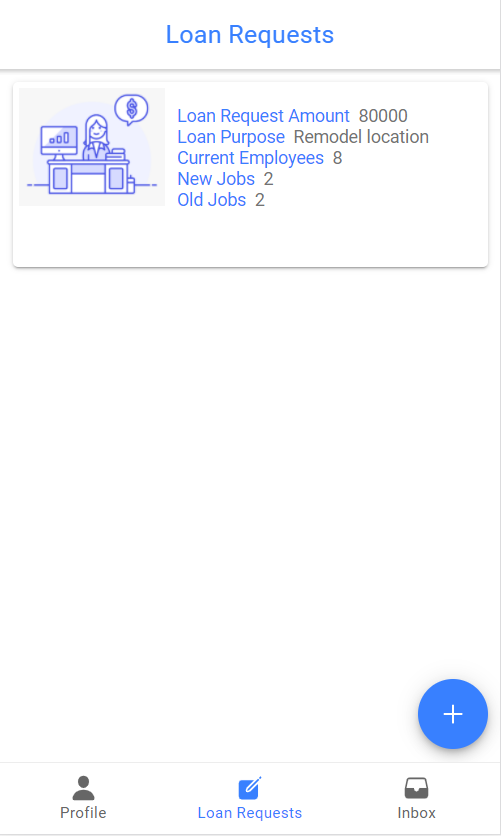 Loan Requests
Loan Request Amount 80000
Loan Purpose Remodel location
Current Employees 8
New Jobs 2
Old Jobs 2
Profile
Loan Requests
Inbox